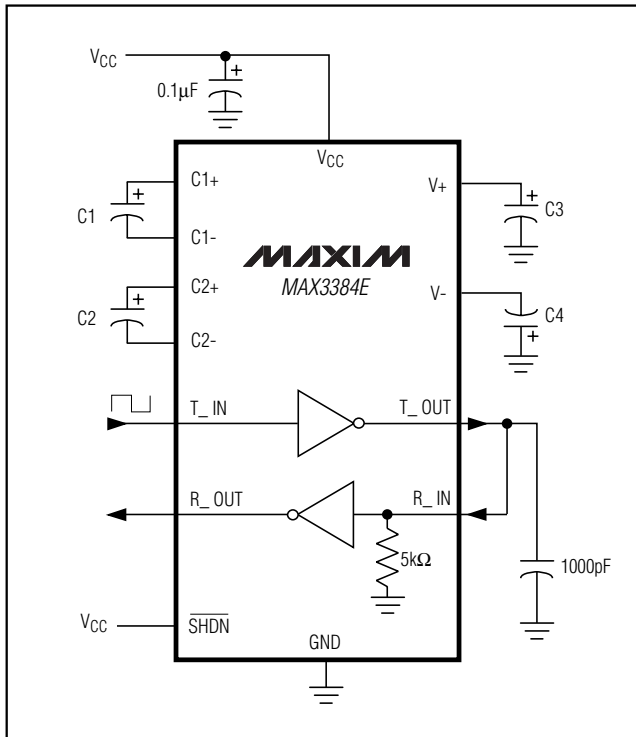 VCC
0.1µF
VCC
C1+
V+
C1
C3
C1-
MAXIM
MAX3384E
C2+
V-
C2
C4
C2-
T_ IN
T_ OUT
R_ OUT
R_ IN
5kΩ
1000pF
VCC
SHDN
GND